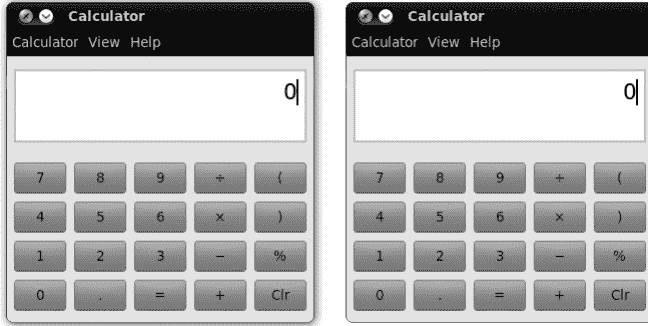 Calculator
Calculator View Help
0
7 8 9 ÷ (
4 5 6 × )
1 2 3 − %
0 . = + Clr
Calculator
Calculator View Help
0
7 8 9 ÷ (
4 5 6 × )
1 2 3 − %
0 . = + Clr